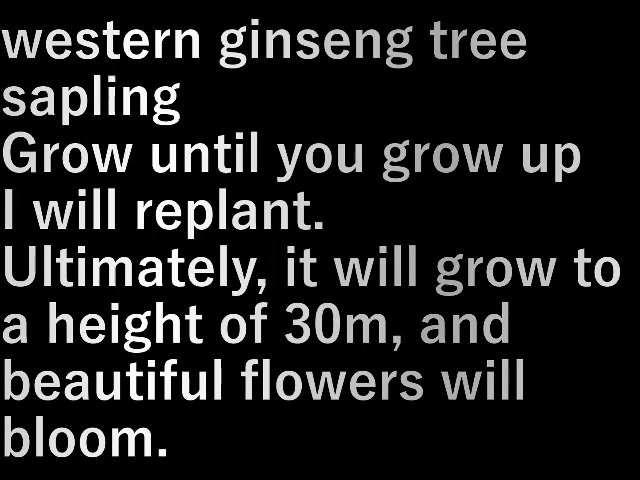 western ginseng tree
sapling
Grow until you grow up
I will replant.
Ultimately, it will grow to
a height of 30m, and
beautiful flowers will
bloom.